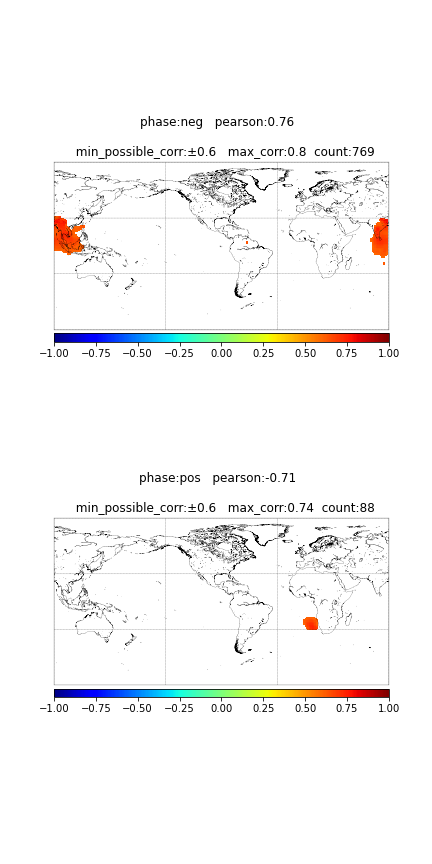 phase:neg   pearson:0.76
min_possible_corr:±0.6   max_corr:0.8  count:769
−1.00 −0.75 −0.50 −0.25 0.00 0.25 0.50 0.75 1.00
phase:pos   pearson:-0.71
min_possible_corr:±0.6   max_corr:0.74  count:88
−1.00 −0.75 −0.50 −0.25 0.00 0.25 0.50 0.75 1.00